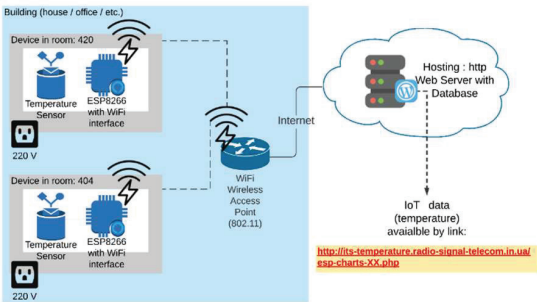 Building (house / office / etc.)
Device in room: 420
Temperature
Sensor
ESP8266
with WiFi
interface
220 V
Device in room: 404
Temperature
Sensor
ESP8266
with WiFi
interface
220 V
WiFi
Wireless
Access
Point
(802.11)
Internet
Hosting : http
Web Server with
Database
IoT data
(temperature)
avaialble by link:
http://its-temperature.radio-signal-telecom.in.ua/
esp-charts-XX.php